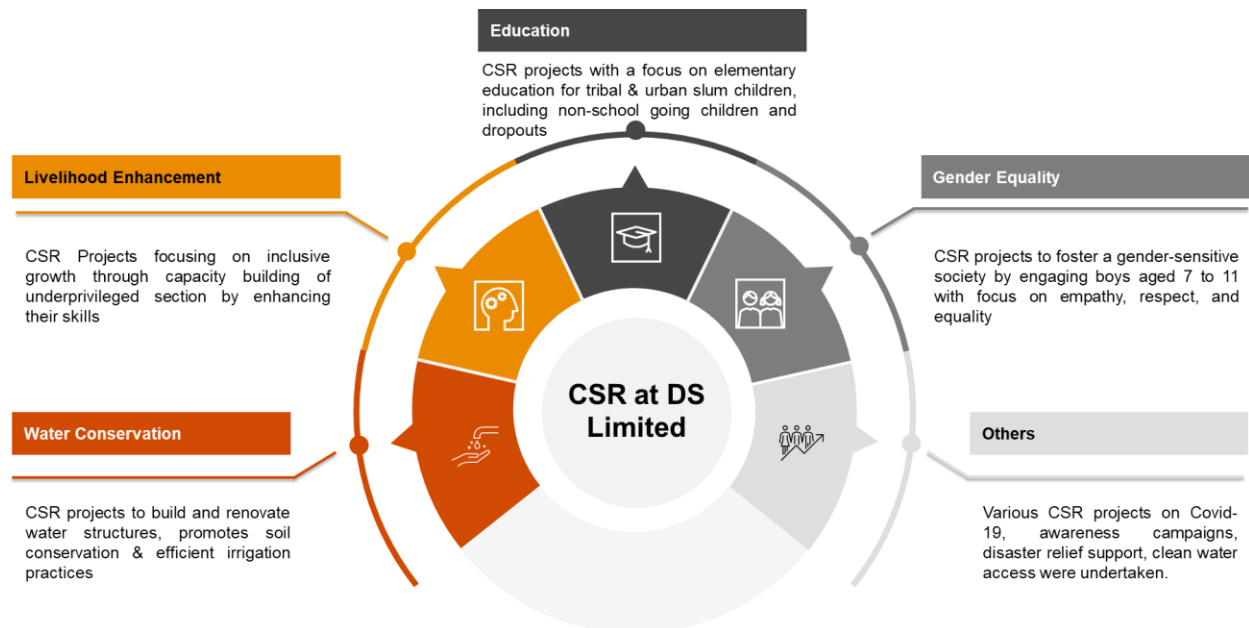 Education
CSR projects with a focus on elementary
education for tribal & urban slum children,
including non-school going children and
dropouts
Livelihood Enhancement
CSR Projects focusing on inclusive
growth through capacity building of
underprivileged section by enhancing
their skills
Gender Equality
CSR projects to foster a gender-sensitive
society by engaging boys aged 7 to 11
with focus on empathy, respect, and
equality
CSR at DS
Limited
Water Conservation
CSR projects to build and renovate
water structures, promotes soil
conservation & efficient irrigation
practices
Others
Various CSR projects on Covid-
19, awareness campaigns,
disaster relief support, clean water
access were undertaken.